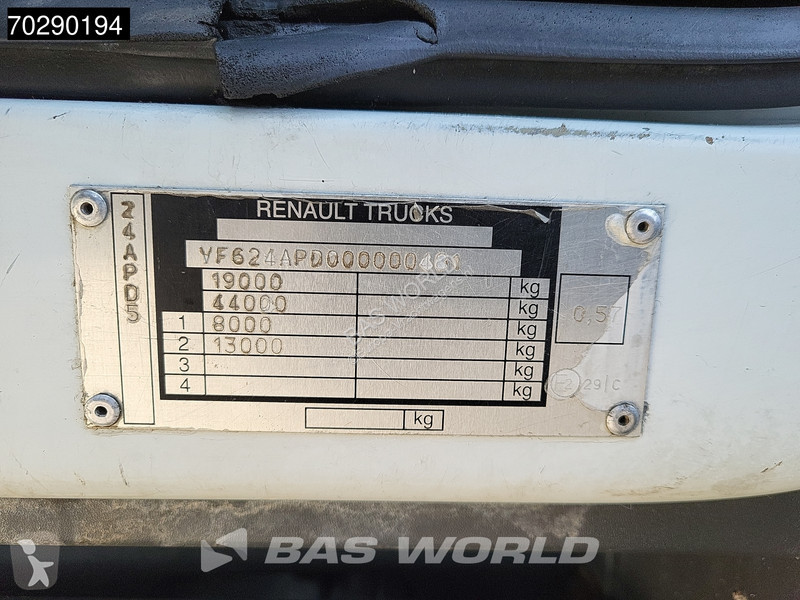 70290194
RENAULT TRUCKS
24APD5
19000 kg
44000 kg
1 8000 kg
2 13000 kg
3 kg
4 kg
kg
0,57
29/C
BAS WORLD